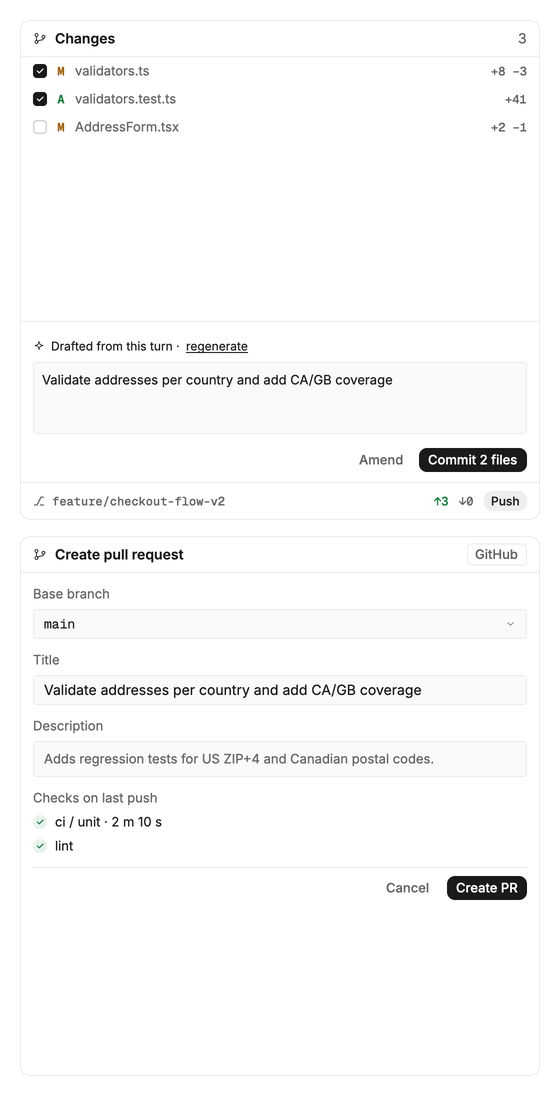 Changes 3
M validators.ts +8 −3
A validators.test.ts +41
M AddressForm.tsx +2 −1
Drafted from this turn · regenerate
Validate addresses per country and add CA/GB coverage
Amend Commit 2 files
feature/checkout-flow-v2 ↑3 ↓0 Push
Create pull request GitHub
Base branch
main
Title
Validate addresses per country and add CA/GB coverage
Description
Adds regression tests for US ZIP+4 and Canadian postal codes.
Checks on last push
ci / unit · 2 m 10 s
lint
Cancel Create PR